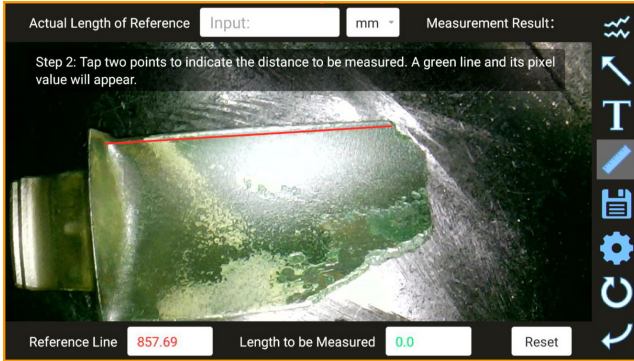 Actual Length of Reference Input: mm Measurement Result:
Step 2: Tap two points to indicate the distance to be measured. A green line and its pixel
value will appear.
T
Reference Line 857.69 Length to be Measured 0.0 Reset